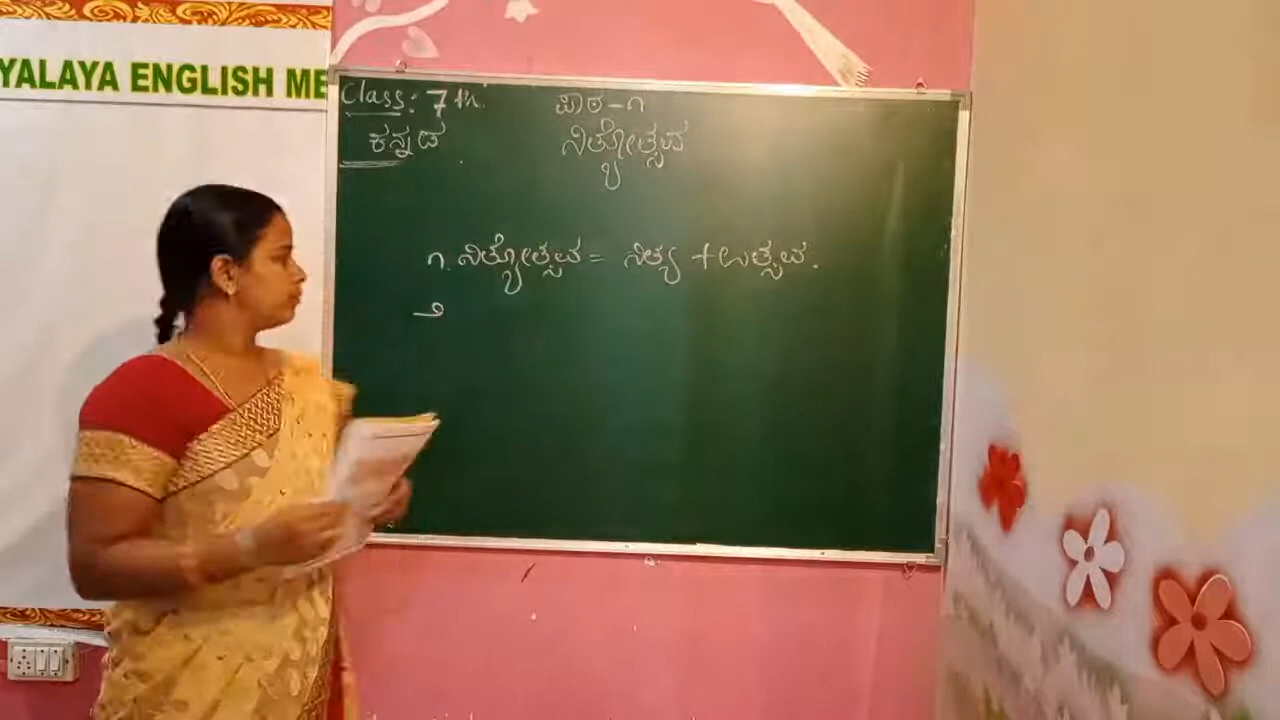 YALAYA ENGLISH ME
Class: 7th.
ಕನ್ನಡ
ಪಾಠ - ೧
ನಿತ್ಯೋತ್ಸವ
೧. ನಿತ್ಯೋತ್ಸವ = ನಿತ್ಯ + ಉತ್ಸವ.